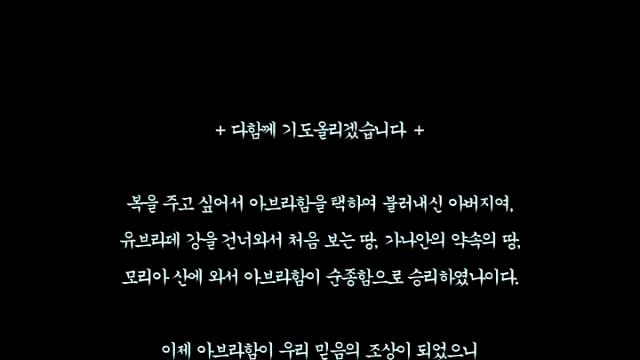 + 다함께 기도올리겠습니다 +
복을 주고 싶어서 아브라함을 택하여 불러내신 아버지여,
유브라데 강을 건너와서 처음 보는 땅, 가나안의 약속의 땅,
모리아 산에 와서 아브라함이 순종함으로 승리하였나이다.
이제 아브라함이 우리 믿음의 조상이 되었으니